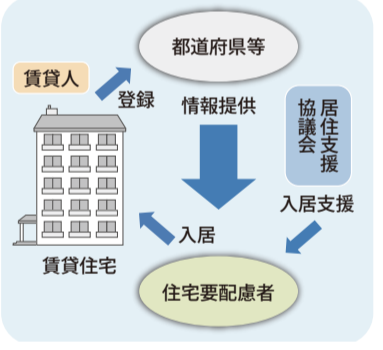 都道府県等
賃貸人
登録
情報提供
居住支援
協議会
入居支援
入居
賃貸住宅
住宅要配慮者